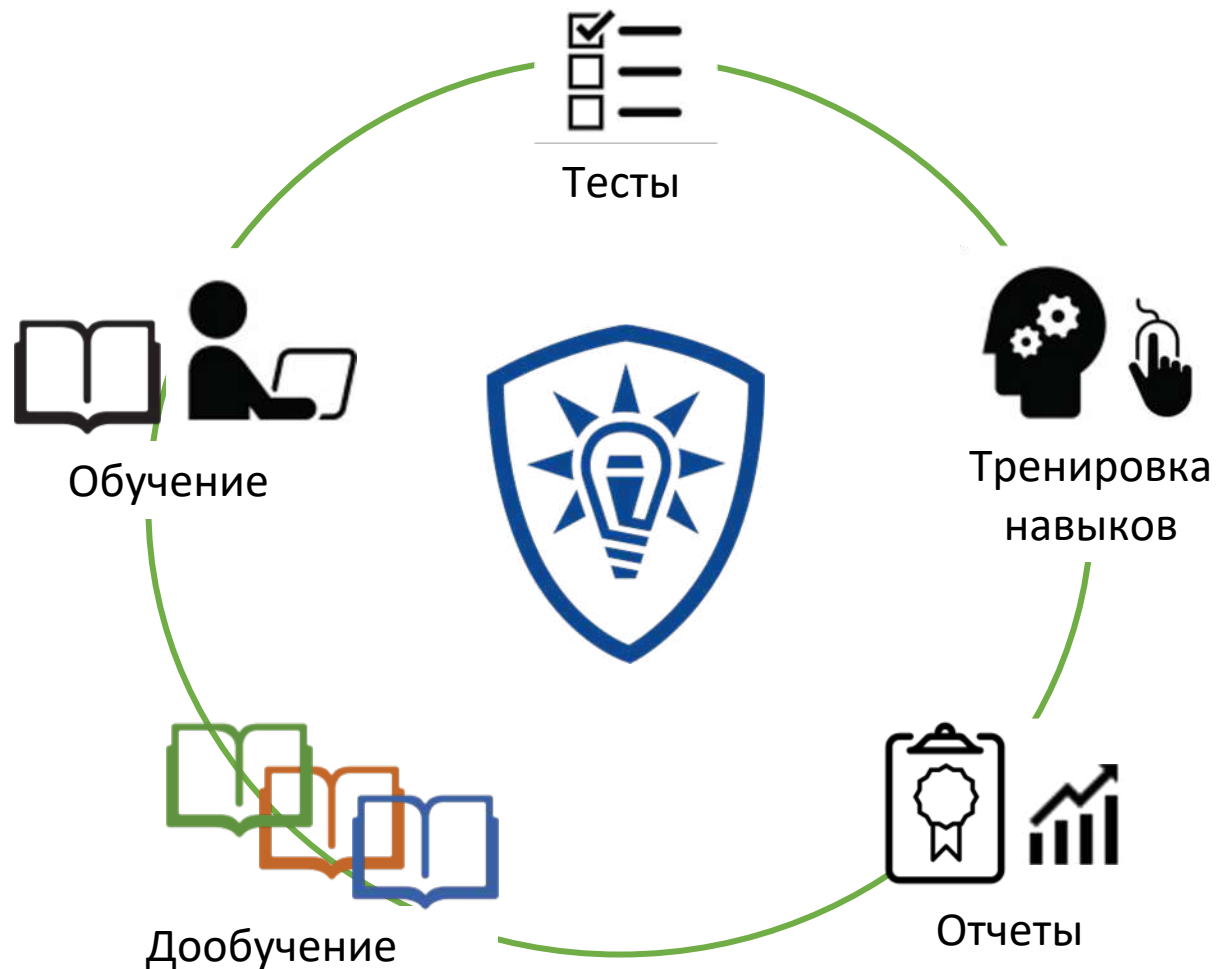 Тесты
Обучение
Тренировка
навыков
Дообучение
Отчеты